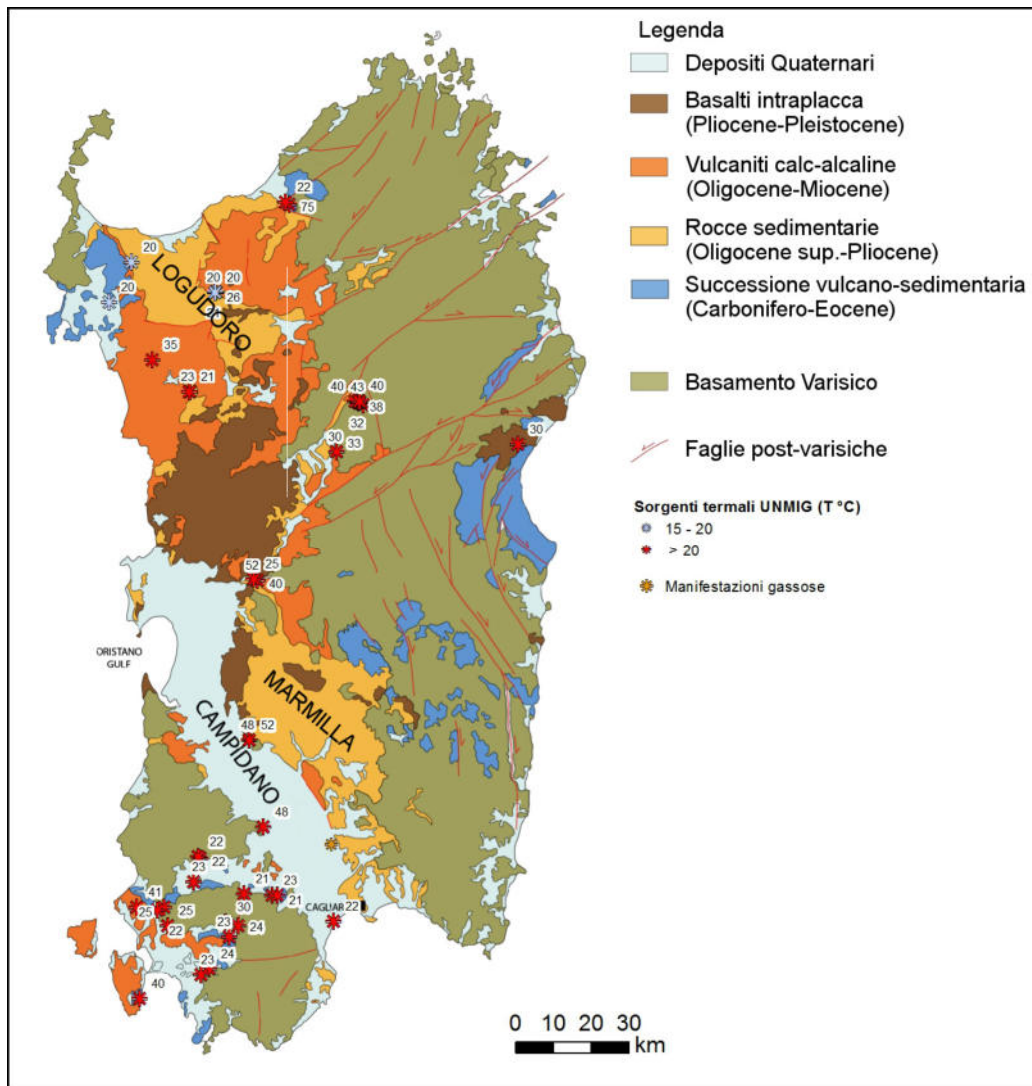 Legenda
Depositi Quaternari
Basalti intraplacca
(Pliocene-Pleistocene)
Vulcaniti calc-alcaline
(Oligocene-Miocene)
Rocce sedimentarie
(Oligocene sup.-Pliocene)
Successione vulcano-sedimentaria
(Carbonifero-Eocene)
Basamento Varisico
Faglie post-varisiche
Sorgenti termali UNMIG (T °C)
15 - 20
> 20
Manifestazioni gassose
22
75
20
20
20 20
26
LOGUDORO
35
23 21
40 43 40
38
32
30 33
30
52 25
40
ORISTANO
GULF
MARMILLA
CAMPIDANO
48 52
48
22
22
23
21 23
30 21
41
25 25
22
23 24
24
23
40
22
0 10 20 30
km